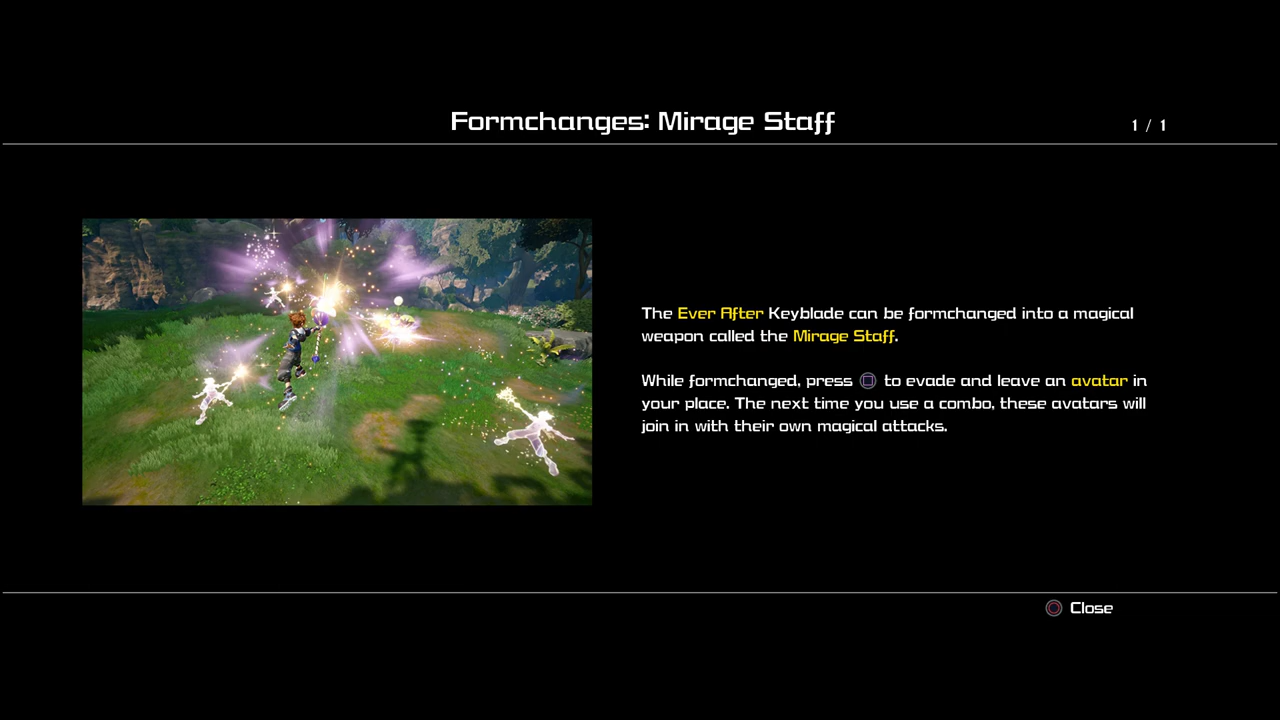 Formchanges: Mirage Staff
1 / 1
The Ever After Keyblade can be formchanged into a magical
weapon called the Mirage Staff.
While formchanged, press to evade and leave an avatar in
your place. The next time you use a combo, these avatars will
join in with their own magical attacks.
Close